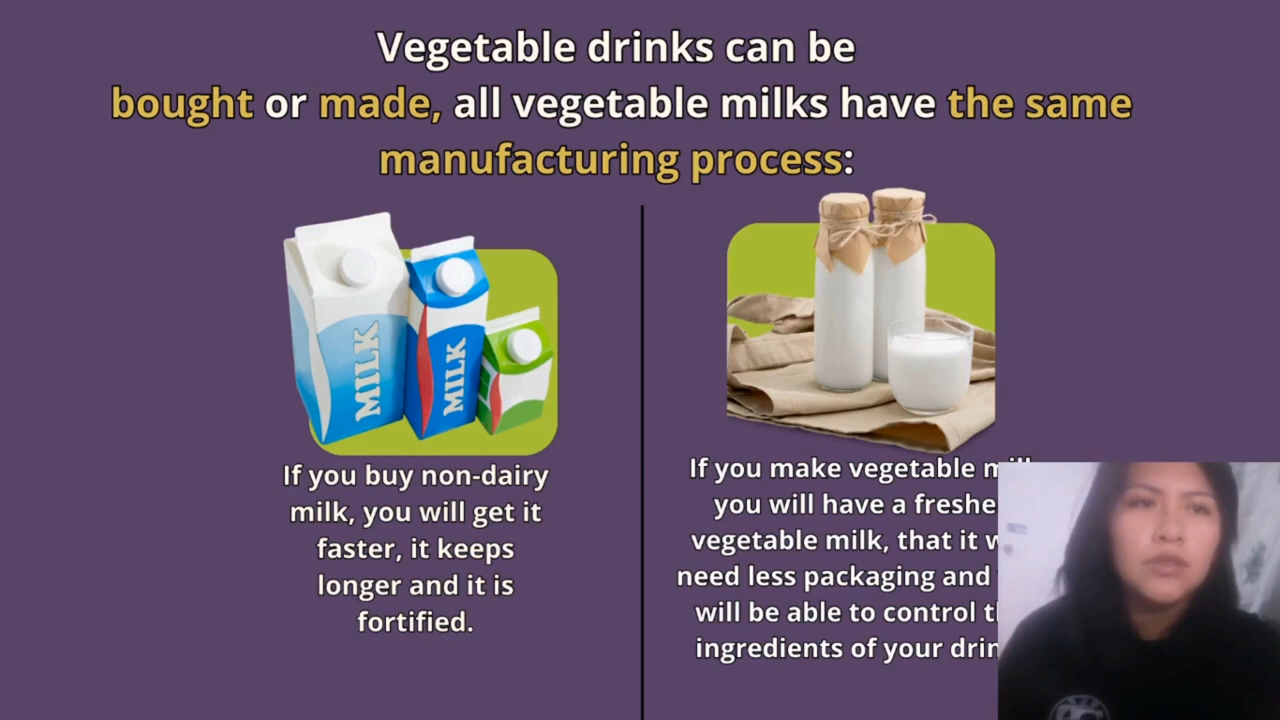 Vegetable drinks can be
bought or made, all vegetable milks have the same
manufacturing process:
MILK
MILK
If you buy non-dairy
milk, you will get it
faster, it keeps
longer and it is
fortified.
If you make vegetable
you will have a
vegetable milk, that it
need less packaging and
will be able to control
ingredients of your